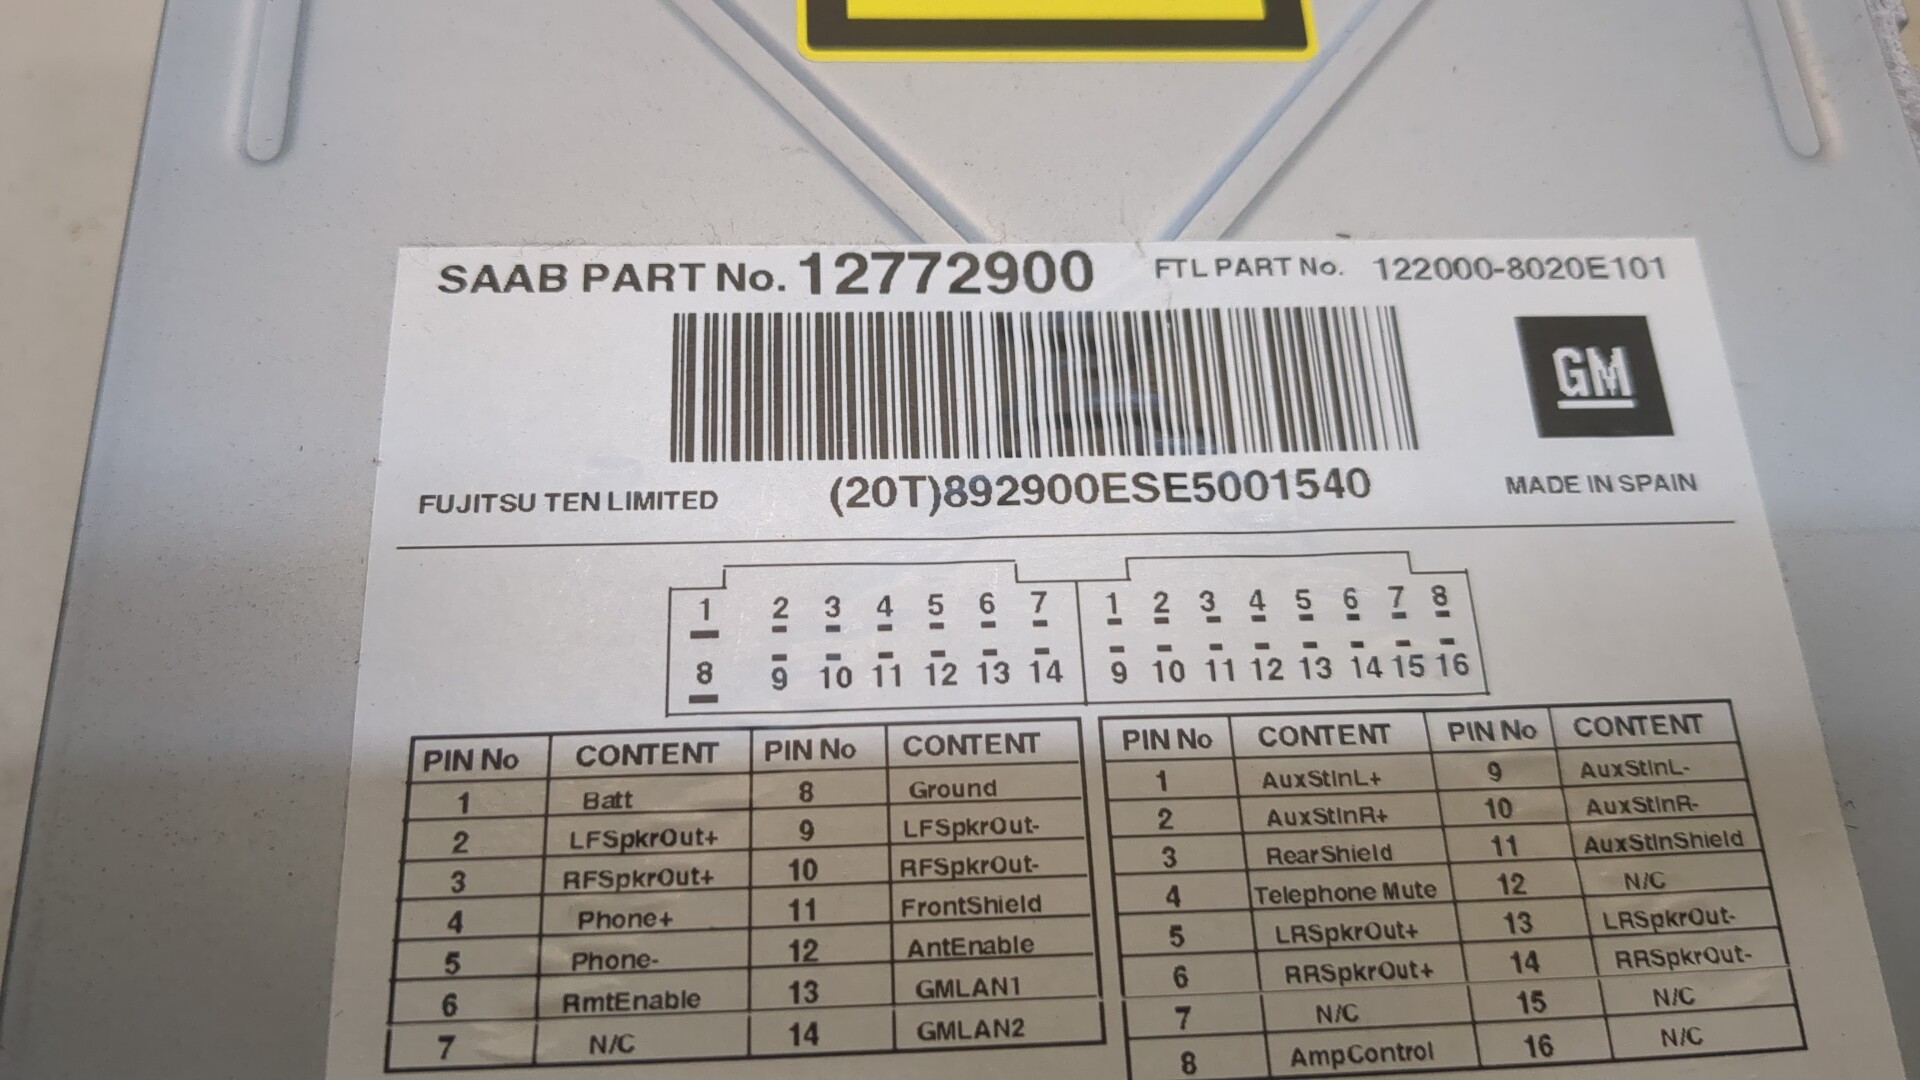 SAAB PART No. 12772900 FTL PART No. 122000-8020E101
GM
FUJITSU TEN LIMITED (20T)892900ESE5001540 MADE IN SPAIN
1 2 3 4 5 6 7 1 2 3 4 5 6 7 8
8 9 10 11 12 13 14 9 10 11 12 13 14 15 16
PIN No CONTENT PIN No CONTENT PIN No CONTENT PIN No CONTENT
1 Batt 8 Ground 1 AuxStInL+ 9 AuxStInL-
2 LFSpkrOut+ 9 LFSpkrOut- 2 AuxStInR+ 10 AuxStInR-
3 RFSpkrOut+ 10 RFSpkrOut- 3 RearShield 11 AuxStInShield
4 Phone+ 11 FrontShield 4 Telephone Mute 12 N/C
5 Phone- 12 AntEnable 5 LRSpkrOut+ 13 LRSpkrOut-
6 RmtEnable 13 GMLAN1 6 RRSpkrOut+ 14 RRSpkrOut-
7 N/C 14 GMLAN2 7 N/C 15 N/C
8 AmpControl 16 N/C